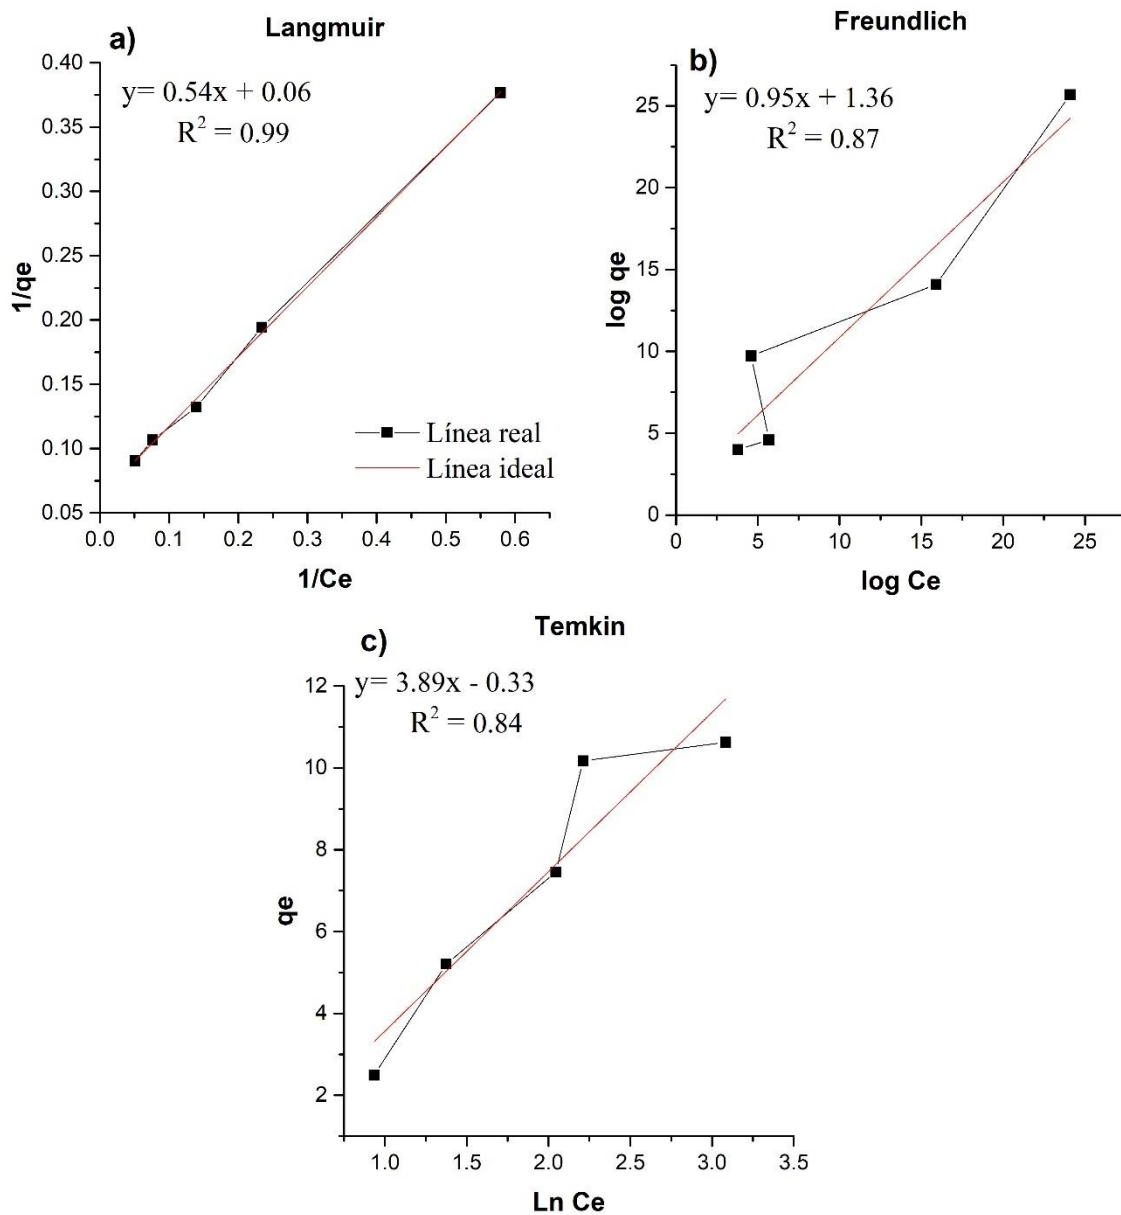 Langmuir
a)
y= 0.54x + 0.06
R² = 0.99
0.40
0.35
0.30
0.25
0.20
0.15
0.10
0.05
1/qe
Línea real
Línea ideal
0.0 0.1 0.2 0.3 0.4 0.5 0.6
1/Ce
Freundlich
b)
y= 0.95x + 1.36
R² = 0.87
25
20
15
10
5
0
log qe
0 5 10 15 20 25
log Ce
Temkin
c)
y= 3.89x - 0.33
R² = 0.84
12
10
8
6
4
2
qe
1.0 1.5 2.0 2.5 3.0 3.5
Ln Ce